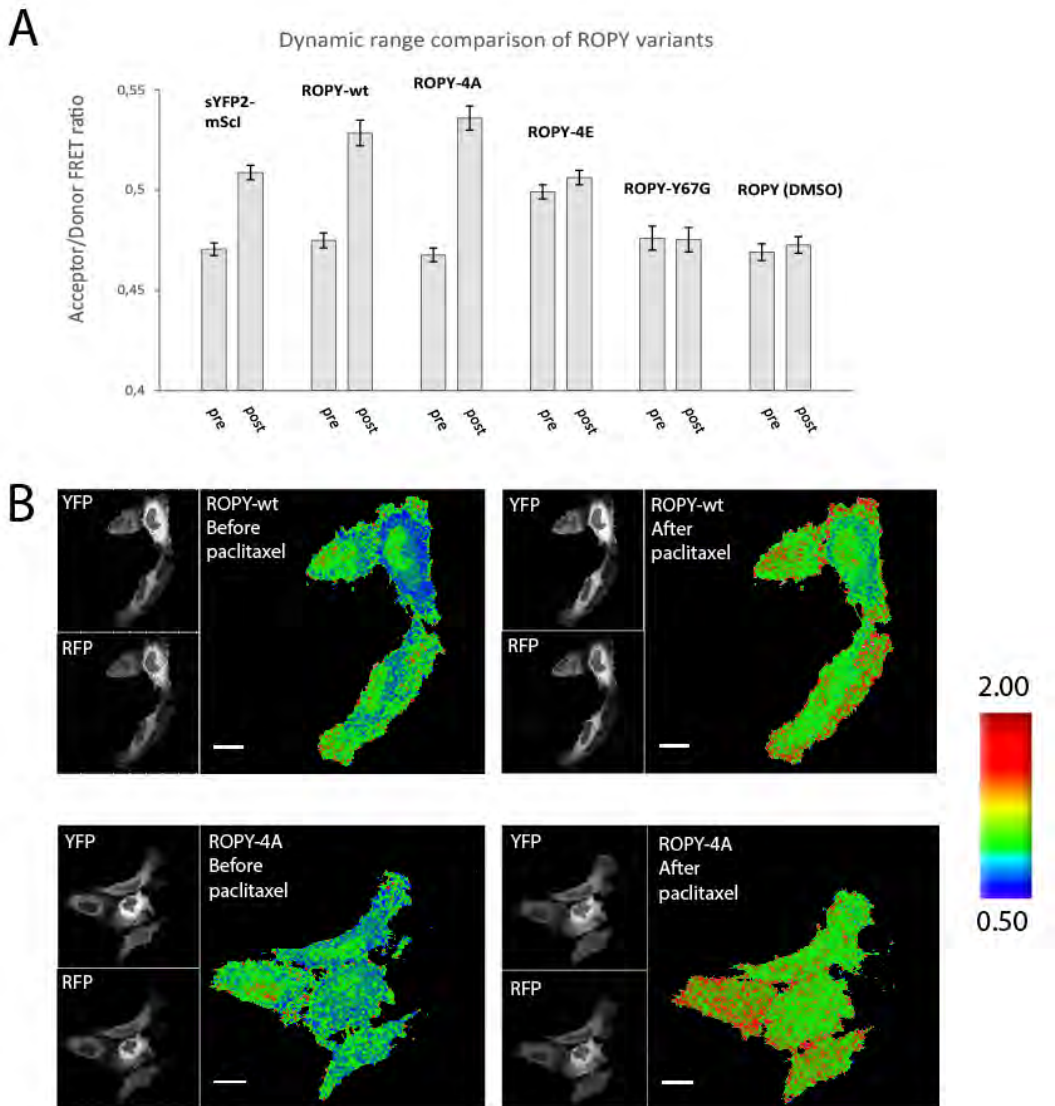 A
Dynamic range comparison of ROPY variants
Acceptor/Donor FRET ratio
0,55
0,5
0,45
0,4
sYFP2-
mScI
ROPY-wt
ROPY-4A
ROPY-4E
ROPY-Y67G
ROPY (DMSO)
pre
post
pre
post
pre
post
pre
post
pre
post
pre
post
B
YFP
RFP
ROPY-wt
Before
paclitaxel
YFP
RFP
ROPY-wt
After
paclitaxel
YFP
RFP
ROPY-4A
Before
paclitaxel
YFP
RFP
ROPY-4A
After
paclitaxel
2.00
0.50